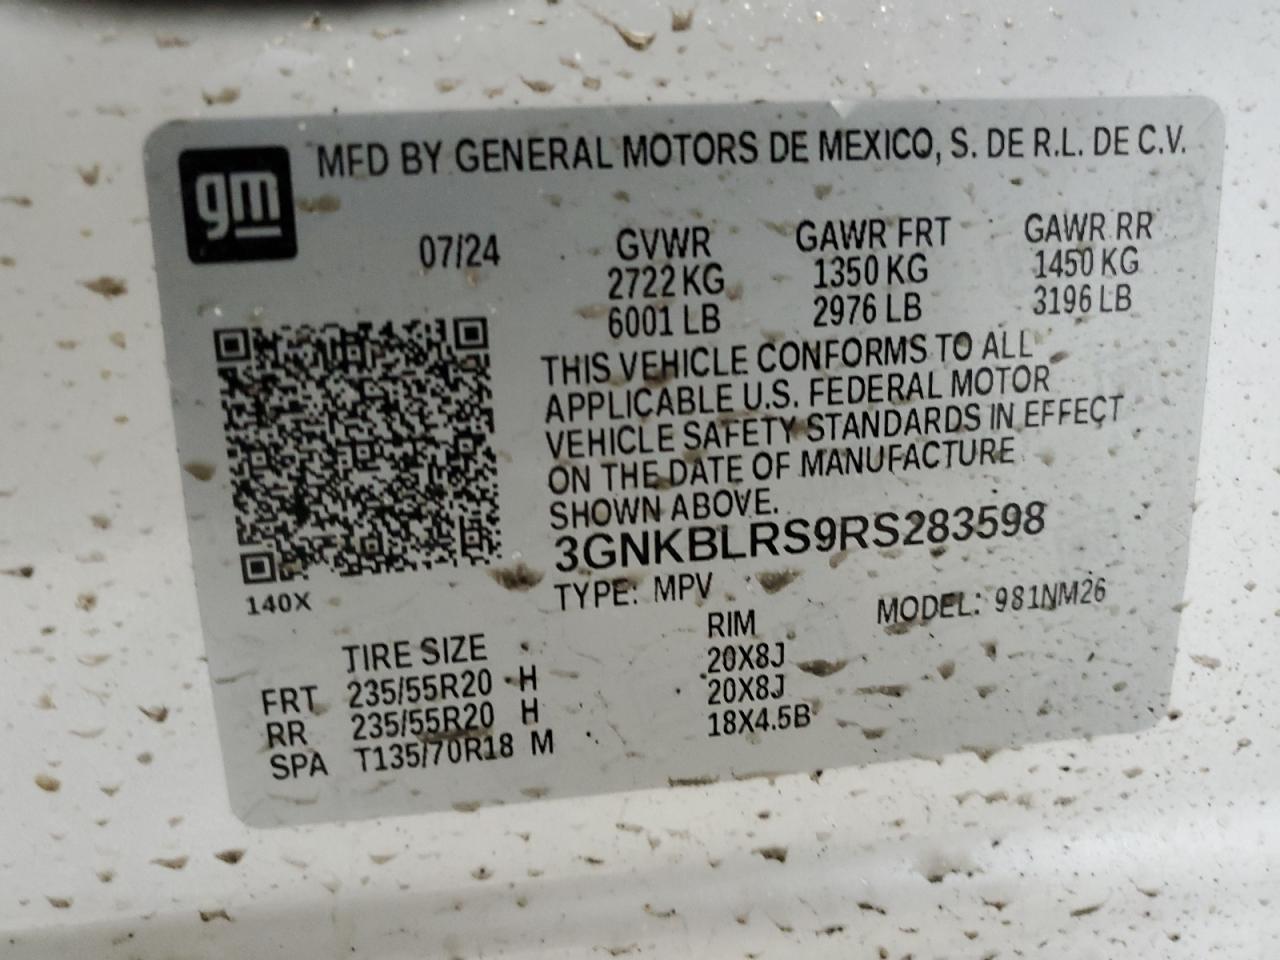 gm
MFD BY GENERAL MOTORS DE MEXICO, S. DE R.L. DE C.V.
07/24 GVWR GAWR FRT GAWR RR
2722 KG 1350 KG 1450 KG
6001 LB 2976 LB 3196 LB
THIS VEHICLE CONFORMS TO ALL
APPLICABLE U.S. FEDERAL MOTOR
VEHICLE SAFETY STANDARDS IN EFFECT
ON THE DATE OF MANUFACTURE
SHOWN ABOVE.
3GNKBLRS9RS283598
140X
TYPE: MPV MODEL: 981NM26
TIRE SIZE RIM
FRT 235/55R20 H 20X8J
RR 235/55R20 H 20X8J
SPA T135/70R18 M 18X4.5B